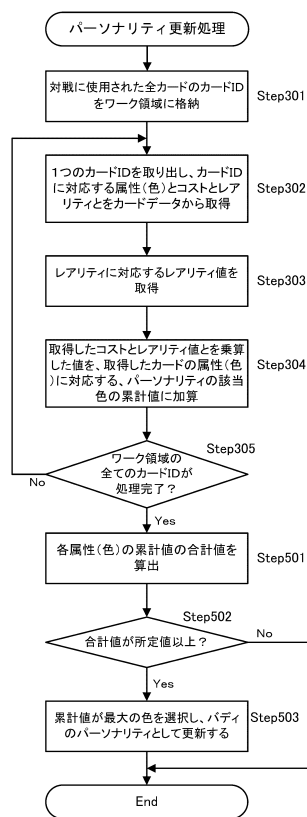 パーソナリティ更新処理
対戦に使用された全カードのカードID
をワーク領域に格納
Step301
1つのカードIDを取り出し、カードID
に対応する属性(色)とコストとレア
リティとをカードデータから取得
Step302
レアリティに対応するレアリティ値を
取得
Step303
取得したコストとレアリティ値とを乗算
した値を、取得したカードの属性(色
)に対応する、パーソナリティの該当
色の累計値に加算
Step304
Step305
ワーク領域の
全てのカードIDが
処理完了?
No
Yes
各属性(色)の累計値の合計値を
算出
Step501
Step502
合計値が所定値以上?
No
Yes
累計値が最大の色を選択し、バディ
のパーソナリティとして更新する
Step503
End